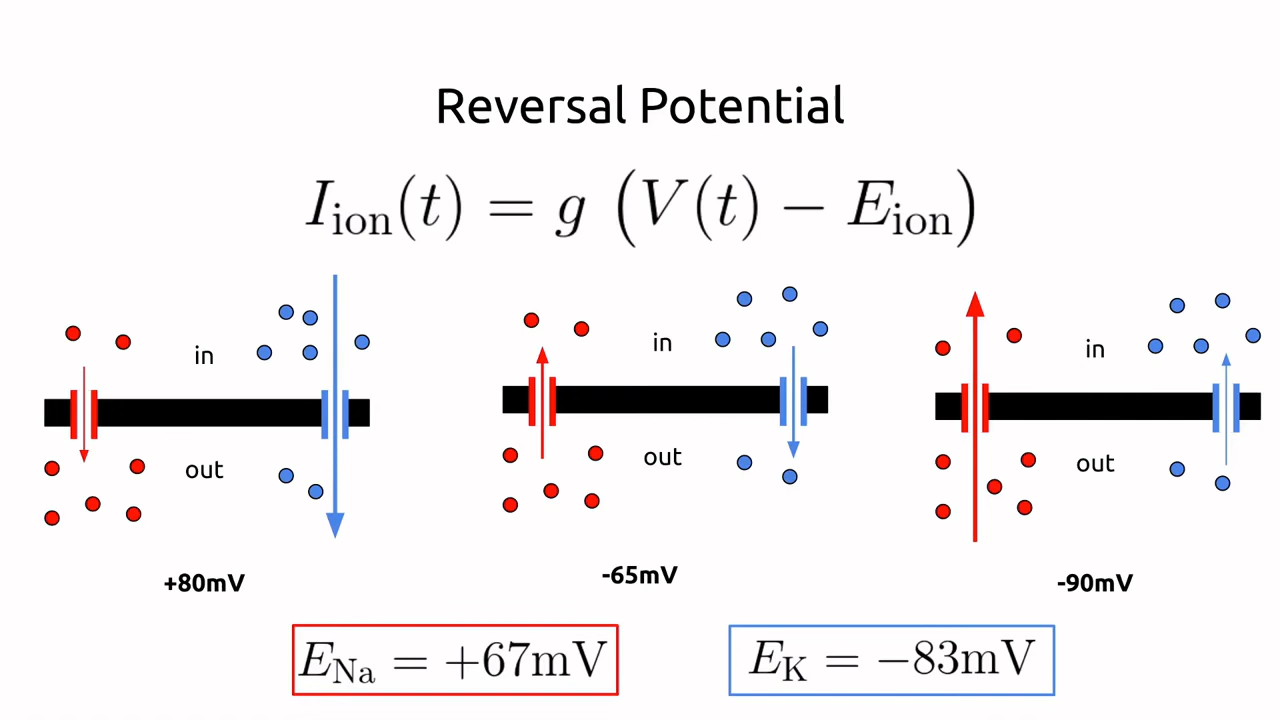 Reversal Potential
I_ion(t) = g (V(t) − E_ion)
in
in
in
out
out
out
+80mV
-65mV
-90mV
E_Na = +67mV
E_K = −83mV